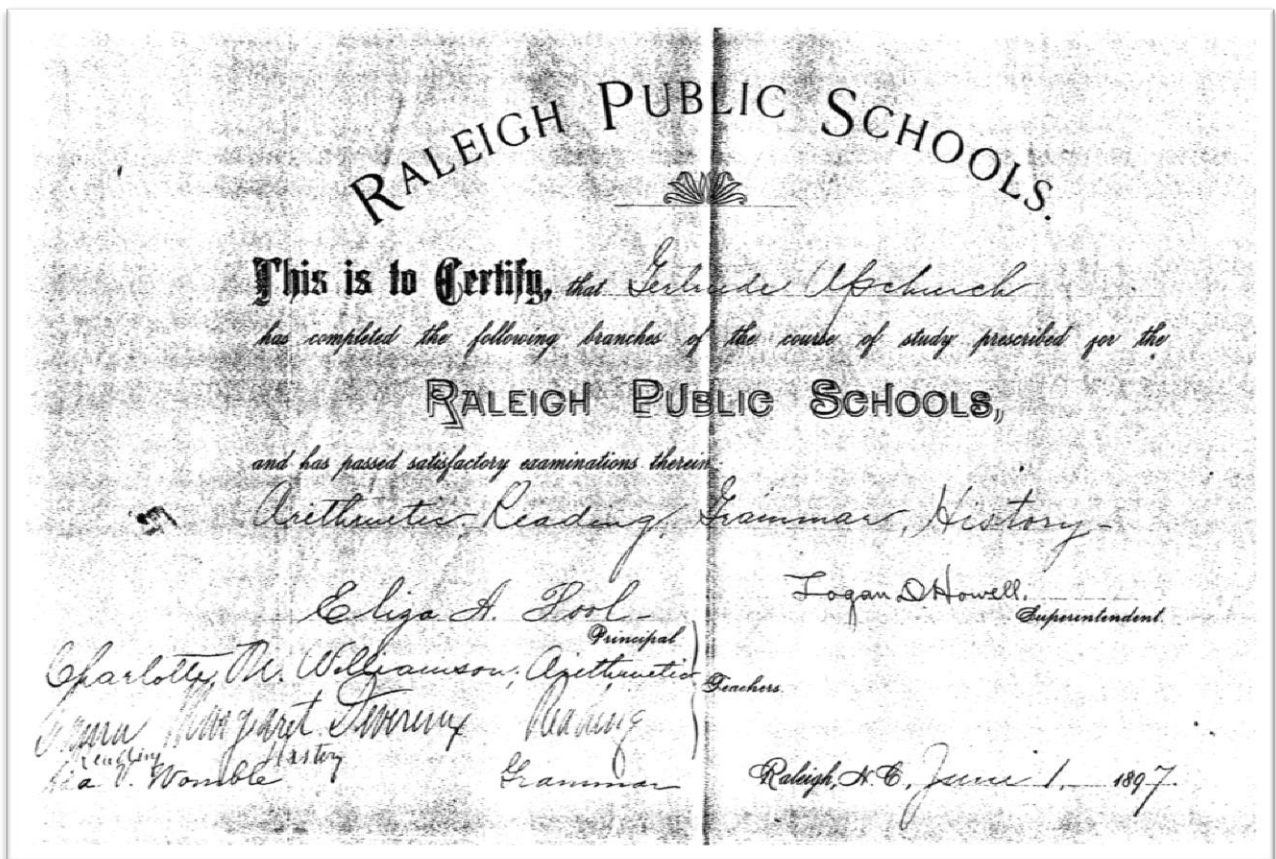 RALEIGH PUBLIC SCHOOLS.
This is to Certify, that Gertrude Upchurch
has completed the following branches of the course of study prescribed for the
RALEIGH PUBLIC SCHOOLS,
and has passed satisfactory examinations therein
Arithmetic, Reading, Grammar, History-
Eliza A. Pool
Principal
Logan D Howell.
Superintendent.
Charlotte M. Williamson, Arithmetic
Teachers.
Margaret Devereux Reading
History
V. Womble Grammar
Raleigh, N. C. June 1, 1897.